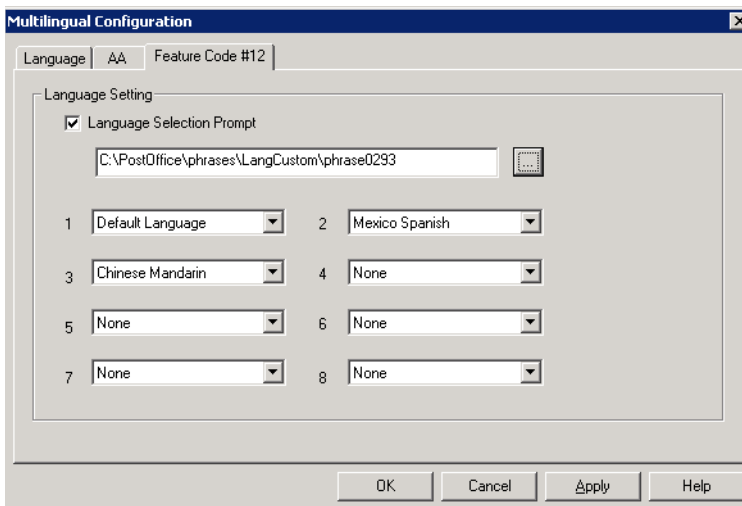 Multilingual Configuration
Language AA Feature Code #12
Language Setting
Language Selection Prompt
C:\PostOffice\phrases\LangCustom\phrase0293 ...
1 Default Language 2 Mexico Spanish
3 Chinese Mandarin 4 None
5 None 6 None
7 None 8 None
OK Cancel Apply Help